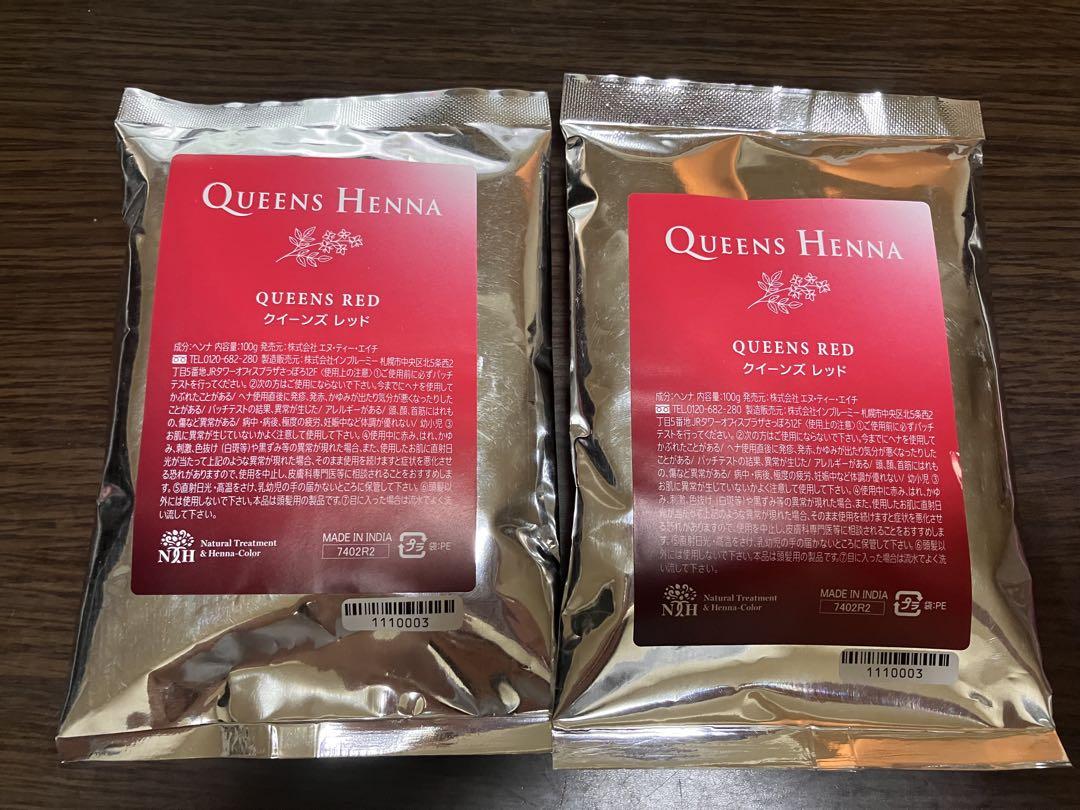 QUEENS HENNA
QUEENS RED
クイーンズ レッド
成分:ヘンナ 内容量:100g 発売元:株式会社 エヌ・ティー・エイチ
TEL.0120-682-280 製造販売元:株式会社インプルーミー 札幌市中央区北5条西2
丁目5番地JRタワーオフィスプラザさっぽろ12F 〈使用上の注意〉①ご使用前に必ずパッチ
テストを行ってください。②次の方はご使用にならないで下さい。今までにヘナを使用して
かぶれたことがある/ ヘナ使用直後に発疹、発赤、かゆみが出たり気分が悪くなったりした
ことがある/ パッチテストの結果、異常が生じた/ アレルギーがある/ 頭、顔、首筋にはれも
の、傷など異常がある/ 病中・病後、極度の疲労、妊娠中など体調が優れない/ 幼小児 ③
お肌に異常が生じていないかよく注意して使用して下さい。④使用中に赤み、はれ、かゆ
み、刺激、色抜け (白斑等)や黒ずみ等の異常が現れた場合、また、使用したお肌に直射日
光が当たって上記のような異常が現れた場合、そのまま使用を続けますと症状を悪化させ
る恐れがありますので、使用を中止し、皮膚科専門医等に相談されることをおすすめしま
す。⑤直射日光・高温をさけ、乳幼児の手の届かないところに保管して下さい。⑥頭髪以
外には使用しないで下さい。本品は頭髪用の製品です。⑦目に入った場合は流水でよく洗
い流して下さい。
NTH
Natural Treatment
& Henna-Color
MADE IN INDIA
7402R2
プラ 袋:PE
1110003
QUEENS HENNA
QUEENS RED
クイーンズ レッド
成分:ヘンナ 内容量:100g 発売元:株式会社 エヌ・ティー・エイチ
TEL.0120-682-280 製造販売元:株式会社インプルーミー 札幌市中央区北5条西2
丁目5番地JRタワーオフィスプラザさっぽろ12F 〈使用上の注意〉①ご使用前に必ずパッチ
テストを行ってください。②次の方はご使用にならないで下さい。今までにヘナを使用して
かぶれたことがある/ ヘナ使用直後に発疹、発赤、かゆみが出たり気分が悪くなったりした
ことがある/ パッチテストの結果、異常が生じた/ アレルギーがある/ 頭、顔、首筋にはれも
の、傷など異常がある/ 病中・病後、極度の疲労、妊娠中など体調が優れない/ 幼小児 ③
お肌に異常が生じていないかよく注意して使用して下さい。④使用中に赤み、はれ、かゆ
み、刺激、色抜け (白斑等)や黒ずみ等の異常が現れた場合、また、使用したお肌に直射日
光が当たって上記のような異常が現れた場合、そのまま使用を続けますと症状を悪化させ
る恐れがありますので、使用を中止し、皮膚科専門医等に相談されることをおすすめしま
す。⑤直射日光・高温をさけ、乳幼児の手の届かないところに保管して下さい。⑥頭髪以
外には使用しないで下さい。本品は頭髪用の製品です。⑦目に入った場合は流水でよく洗
い流して下さい。
NTH
Natural Treatment
& Henna-Color
MADE IN INDIA
7402R2
プラ 袋:PE
1110003